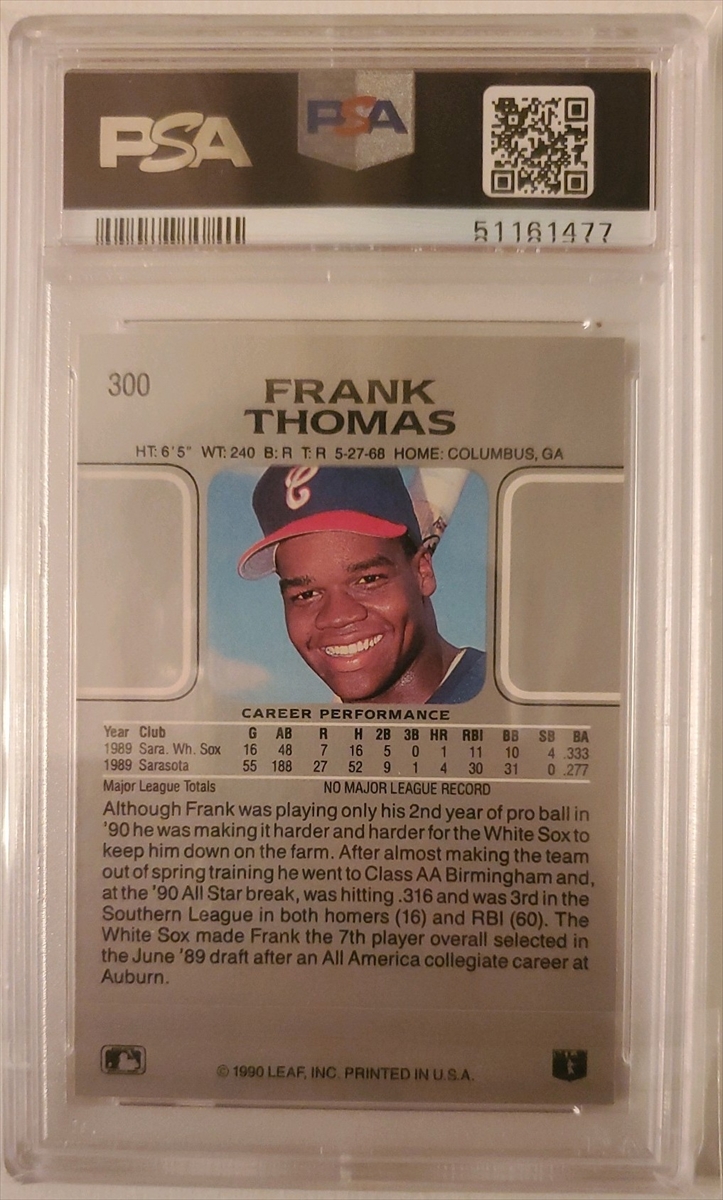 PSA
PSA
51161477
300
FRANK
THOMAS
HT: 6'5" WT: 240 B: R T: R 5-27-68 HOME: COLUMBUS, GA
C
CAREER PERFORMANCE
Year Club G AB R H 2B 3B HR RBI BB SB BA
1989 Sara. Wh. Sox 16 48 7 16 5 0 1 11 10 4 .333
1989 Sarasota 55 188 27 52 9 1 4 30 31 0 .277
Major League Totals NO MAJOR LEAGUE RECORD
Although Frank was playing only his 2nd year of pro ball in
'90 he was making it harder and harder for the White Sox to
keep him down on the farm. After almost making the team
out of spring training he went to Class AA Birmingham and,
at the '90 All Star break, was hitting .316 and was 3rd in the
Southern League in both homers (16) and RBI (60). The
White Sox made Frank the 7th player overall selected in
the June '89 draft after an All America collegiate career at
Auburn.
© 1990 LEAF, INC. PRINTED IN U.S.A.